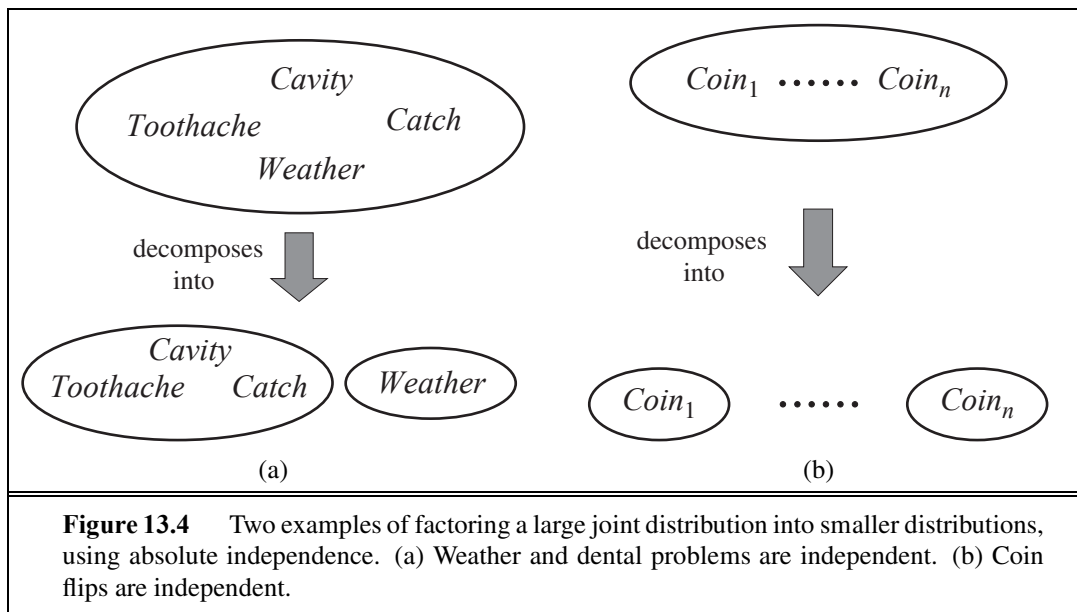 Cavity
Toothache Catch
Weather
decomposes
into
Cavity
Toothache Catch
Weather
(a)
Coin₁ ...... Coinₙ
decomposes
into
Coin₁ ...... Coinₙ
(b)
Figure 13.4 Two examples of factoring a large joint distribution into smaller distributions,
using absolute independence. (a) Weather and dental problems are independent. (b) Coin
flips are independent.